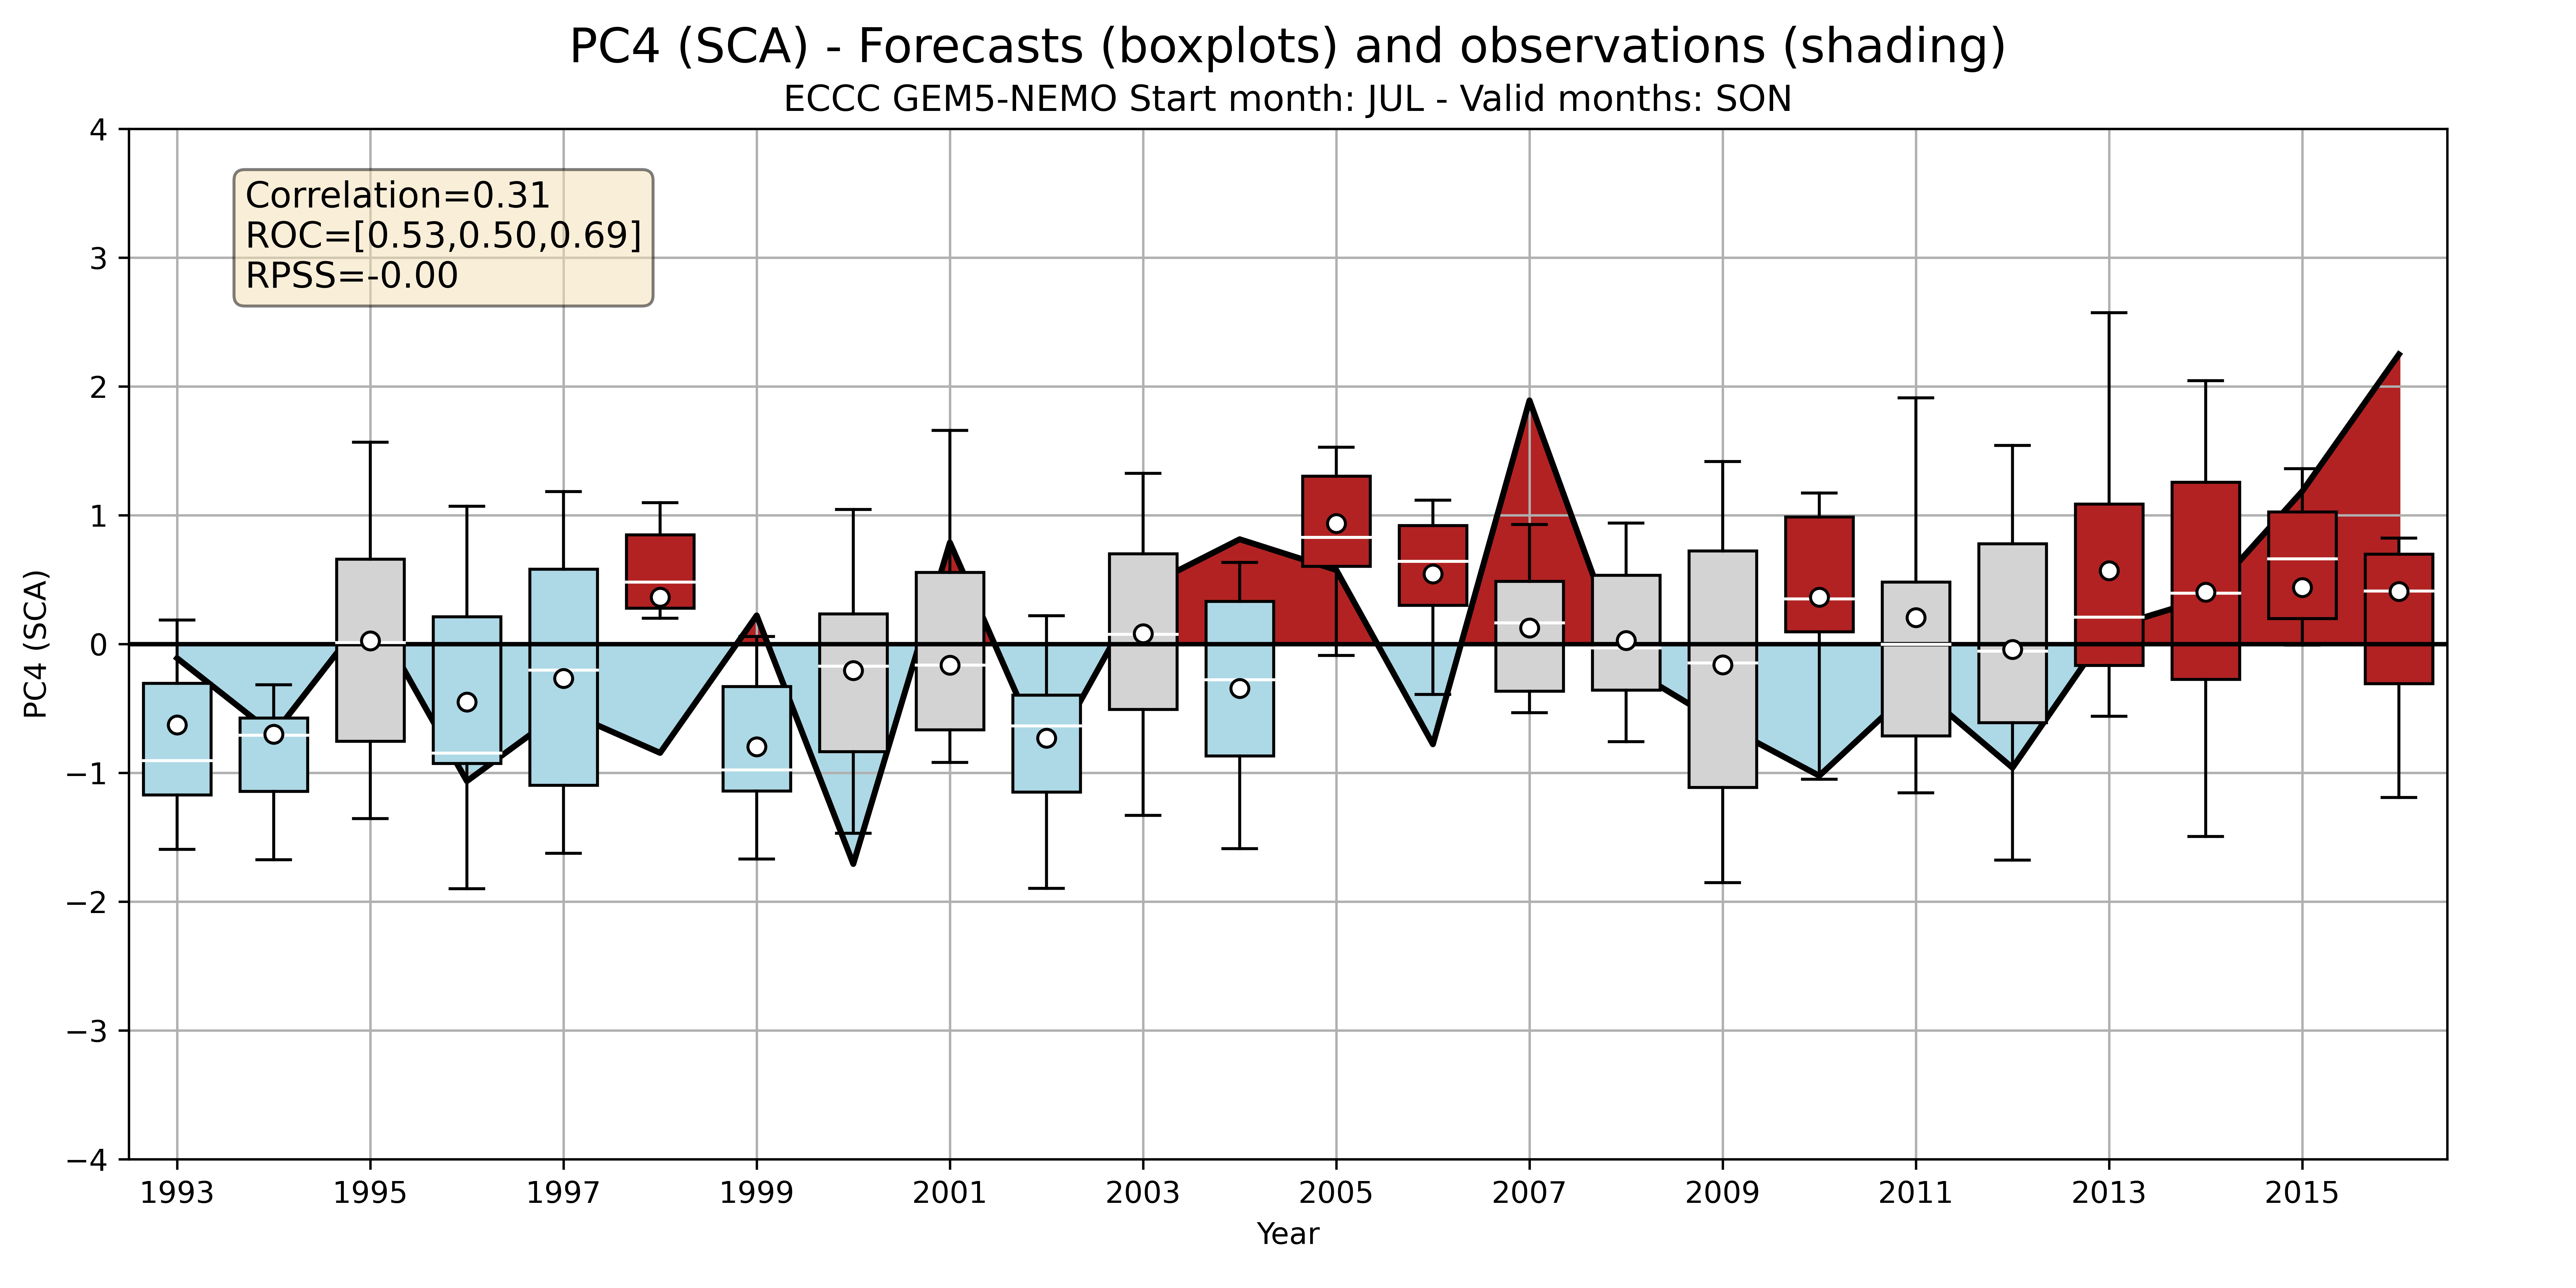 PC4 (SCA) - Forecasts (boxplots) and observations (shading)
ECCC GEM5-NEMO Start month: JUL - Valid months: SON
Correlation=0.31
ROC=[0.53,0.50,0.69]
RPSS=-0.00
PC4 (SCA)
4
3
2
1
0
−1
−2
−3
−4
1993 1995 1997 1999 2001 2003 2005 2007 2009 2011 2013 2015
Year